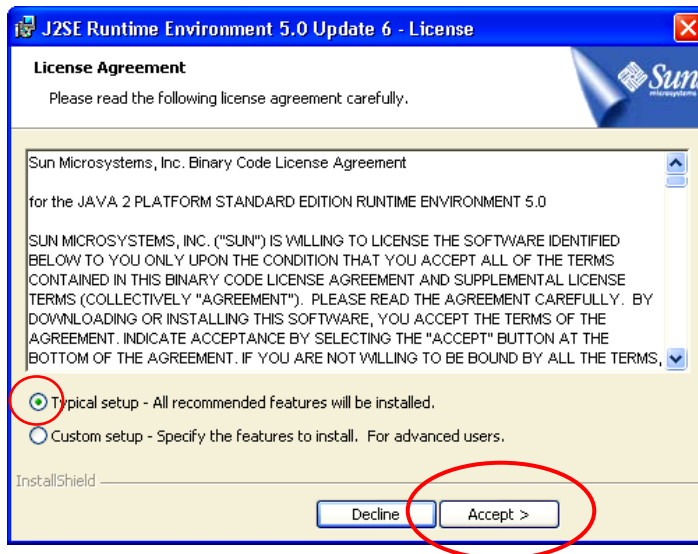 J2SE Runtime Environment 5.0 Update 6 - License
License Agreement
Please read the following license agreement carefully.
Sun
microsystems
Sun Microsystems, Inc. Binary Code License Agreement
for the JAVA 2 PLATFORM STANDARD EDITION RUNTIME ENVIRONMENT 5.0
SUN MICROSYSTEMS, INC. ("SUN") IS WILLING TO LICENSE THE SOFTWARE IDENTIFIED
BELOW TO YOU ONLY UPON THE CONDITION THAT YOU ACCEPT ALL OF THE TERMS
CONTAINED IN THIS BINARY CODE LICENSE AGREEMENT AND SUPPLEMENTAL LICENSE
TERMS (COLLECTIVELY "AGREEMENT").  PLEASE READ THE AGREEMENT CAREFULLY.  BY
DOWNLOADING OR INSTALLING THIS SOFTWARE, YOU ACCEPT THE TERMS OF THE
AGREEMENT. INDICATE ACCEPTANCE BY SELECTING THE "ACCEPT" BUTTON AT THE
BOTTOM OF THE AGREEMENT. IF YOU ARE NOT WILLING TO BE BOUND BY ALL THE TERMS,
Typical setup - All recommended features will be installed.
Custom setup - Specify the features to install.  For advanced users.
InstallShield
Decline
Accept >